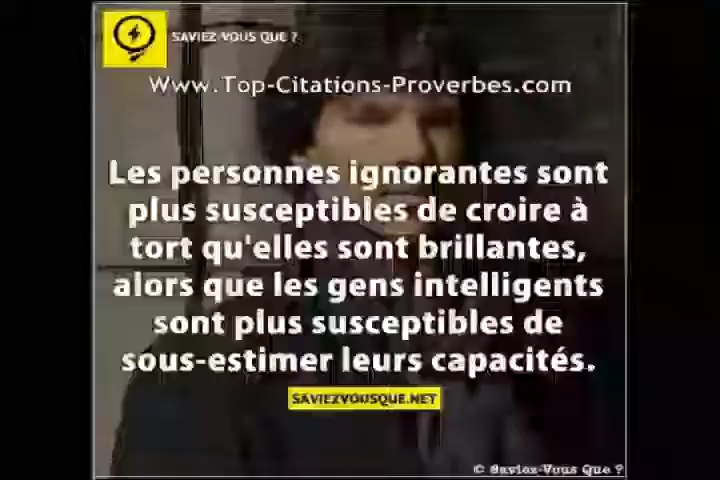 SAVIEZ-VOUS QUE ?
Www.Top-Citations-Proverbes.com
Les personnes ignorantes sont
plus susceptibles de croire à
tort qu'elles sont brillantes,
alors que les gens intelligents
sont plus susceptibles de
sous-estimer leurs capacités.
SAVIEZVOUSQUE.NET
© Saviez-Vous Que ?